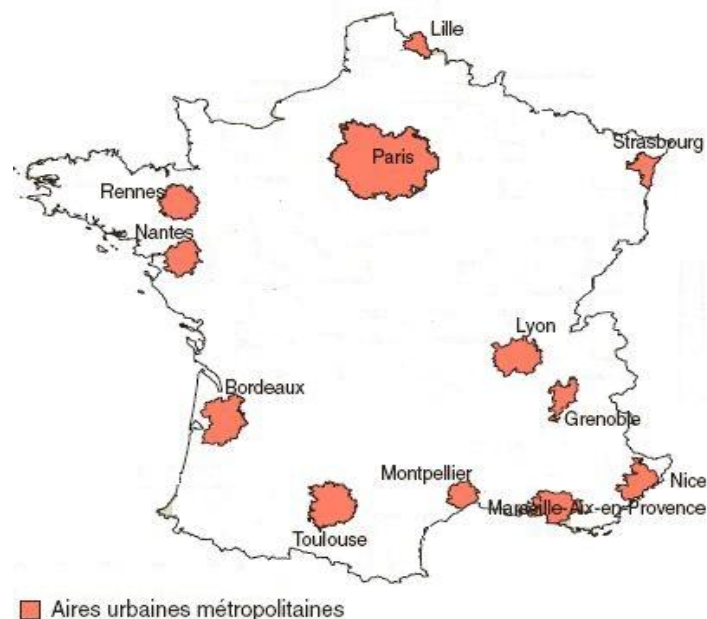 Lille
Strasbourg
Paris
Rennes
Nantes
Lyon
Bordeaux
Grenoble
Montpellier
Nice
Marseille-Aix-en-Provence
Toulouse
Aires urbaines métropolitaines